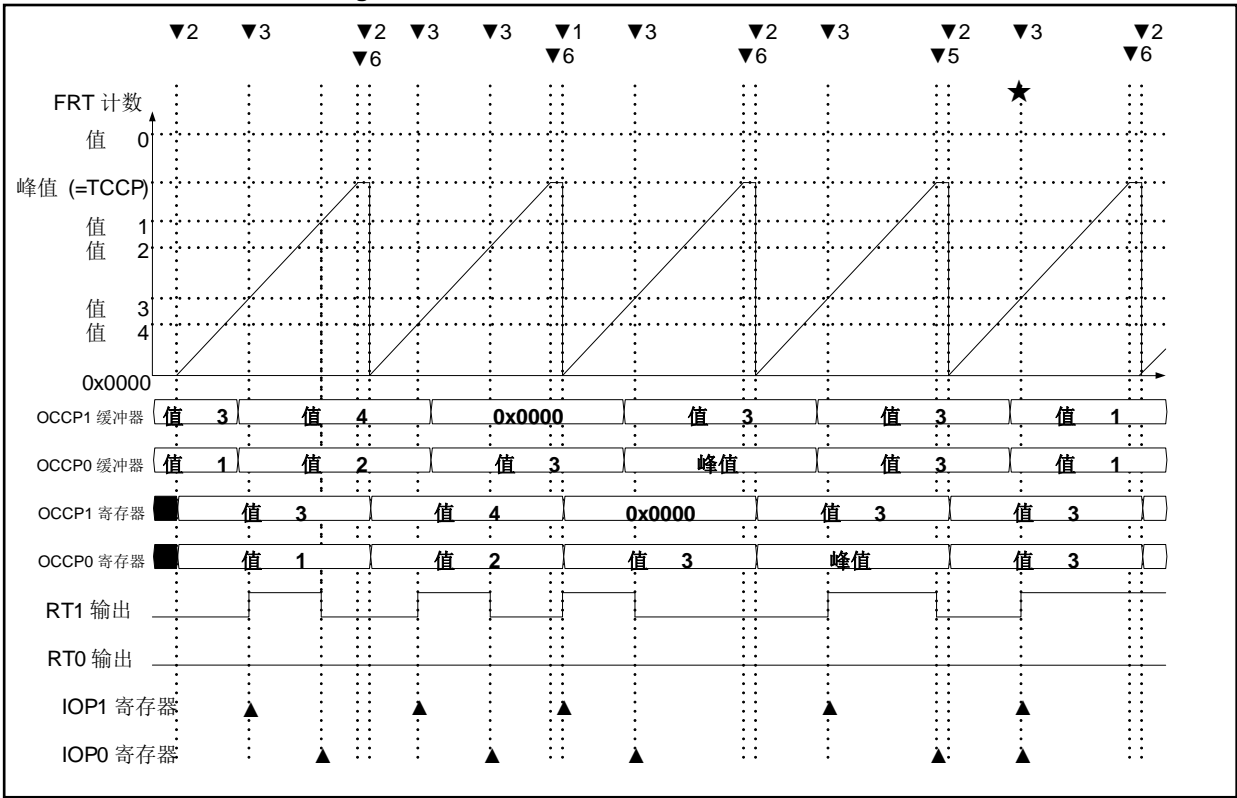 ▼2 ▼3 ▼2 ▼3 ▼3 ▼1 ▼3 ▼2 ▼3 ▼2 ▼3 ▼2
▼6 ▼6 ▼6 ▼5 ▼6
★
FRT 计数
值 0
峰值 (=TCCP)
值 1
值 2
值 3
值 4
0x0000
OCCP1 缓冲器 值 3 值 4 0x0000 值 3 值 3 值 1
OCCP0 缓冲器 值 1 值 2 值 3 峰值 值 3 值 1
OCCP1 寄存器 值 3 值 4 0x0000 值 3 值 3
OCCP0 寄存器 值 1 值 2 值 3 峰值 值 3
RT1 输出
RT0 输出
IOP1 寄存器 ▲ ▲ ▲ ▲ ▲
IOP0 寄存器 ▲ ▲ ▲ ▲ ▲